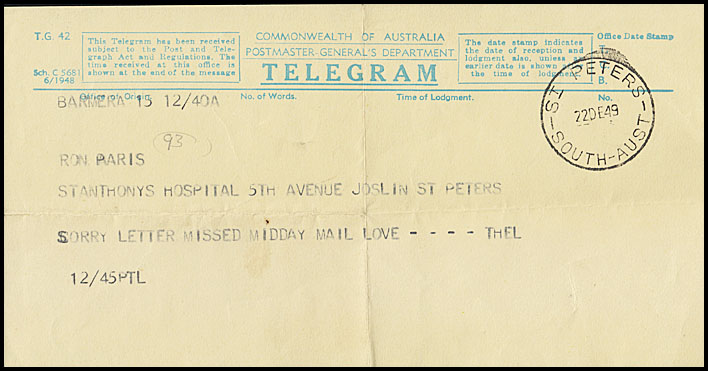 T.G. 42
Sch. C 5681
6/1948
This Telegram has been received
subject to the Post and Tele-
graph Act and Regulations. The
time received at this office is
shown at the end of the message
COMMONWEALTH OF AUSTRALIA
POSTMASTER-GENERAL'S DEPARTMENT
TELEGRAM
The date stamp indicates
the date of reception and
lodgment also, unless an
earlier date is shown after
the time of lodgment
Office Date Stamp
T.
B.
Office of Origin. No. of Words. Time of Lodgment. No.
BARMERA 15 12/40A
ST PETERS
22DE49
SOUTH-AUST
93
RON PARIS
STANTHONYS HOSPITAL 5TH AVENUE JOSLIN ST PETERS
SORRY LETTER MISSED MIDDAY MAIL LOVE - - - - THEL
12/45PTL